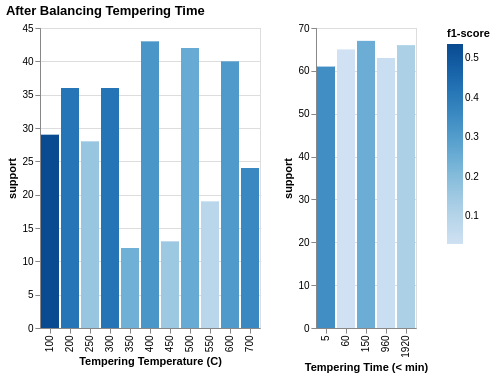 After Balancing Tempering Time
45
40
35
30
25
20
15
10
5
0
support
100 200 250 300 350 400 450 500 550 600 700
Tempering Temperature (C)
70
60
50
40
30
20
10
0
support
5 60 150 960 1920
Tempering Time (< min)
f1-score
0.5
0.4
0.3
0.2
0.1